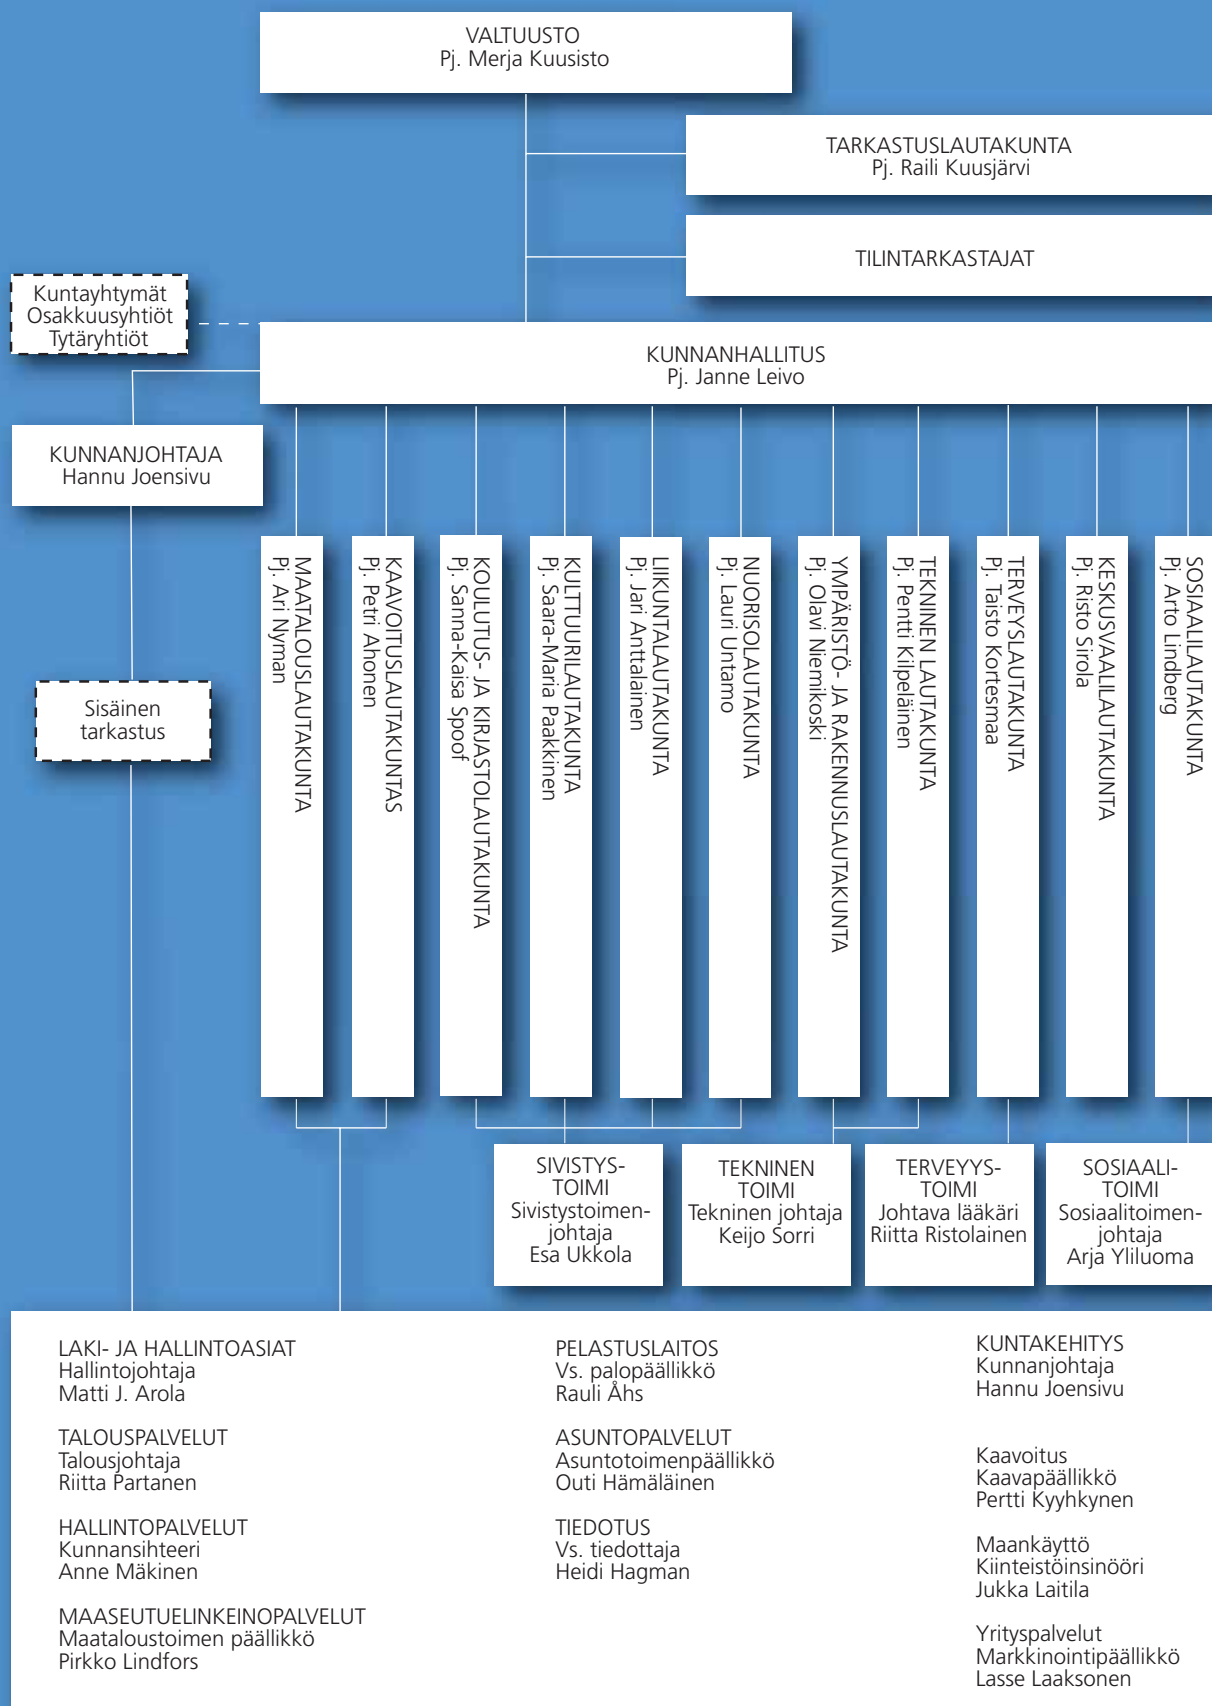 VALTUUSTO
Pj. Merja Kuusisto
TARKASTUSLAUTAKUNTA
Pj. Raili Kuusjärvi
TILINTARKASTAJAT
Kuntayhtymät
Osakkuusyhtiöt
Tytäryhtiöt
KUNNANHALLITUS
Pj. Janne Leivo
KUNNANJOHTAJA
Hannu Joensivu
Sisäinen
tarkastus
MAATALOUSLAUTAKUNTA
Pj. Ari Nyman
KAAVOITUSLAUTAKUNTAS
Pj. Petri Ahonen
KOULUTUS- JA KIRJASTOLAUTAKUNTA
Pj. Sanna-Kaisa Spoof
KULTTUURILAUTAKUNTA
Pj. Saara-Maria Paakkinen
LIIKUNTALAUTAKUNTA
Pj. Jari Anttalainen
NUORISOLAUTAKUNTA
Pj. Lauri Untamo
YMPÄRISTÖ- JA RAKENNUSLAUTAKUNTA
Pj. Olavi Niemikoski
TEKNINEN LAUTAKUNTA
Pj. Pentti Kilpeläinen
TERVEYSLAUTAKUNTA
Pj. Taisto Kortesmaa
KESKUSVAALILAUTAKUNTA
Pj. Risto Sirola
SOSIAALILAUTAKUNTA
Pj. Arto Lindberg
SIVISTYS-
TOIMI
Sivistystoimen-
johtaja
Esa Ukkola
TEKNINEN
TOIMI
Tekninen johtaja
Keijo Sorri
TERVEYS-
TOIMI
Johtava lääkäri
Riitta Ristolainen
SOSIAALI-
TOIMI
Sosiaalitoimen-
johtaja
Arja Yliluoma
LAKI- JA HALLINTOASIAT
Hallintojohtaja
Matti J. Arola
TALOUSPALVELUT
Talousjohtaja
Riitta Partanen
HALLINTOPALVELUT
Kunnansihteeri
Anne Mäkinen
MAASEUTUELINKEINOPALVELUT
Maataloustoimen päällikkö
Pirkko Lindfors
PELASTUSLAITOS
Vs. palopäällikkö
Rauli Åhs
ASUNTOPALVELUT
Asuntotoimenpäällikkö
Outi Hämäläinen
TIEDOTUS
Vs. tiedottaja
Heidi Hagman
KUNTAKEHITYS
Kunnanjohtaja
Hannu Joensivu
Kaavoitus
Kaavapäällikkö
Pertti Kyyhkynen
Maankäyttö
Kiinteistöinsinööri
Jukka Laitila
Yrityspalvelut
Markkinointipäällikkö
Lasse Laaksonen